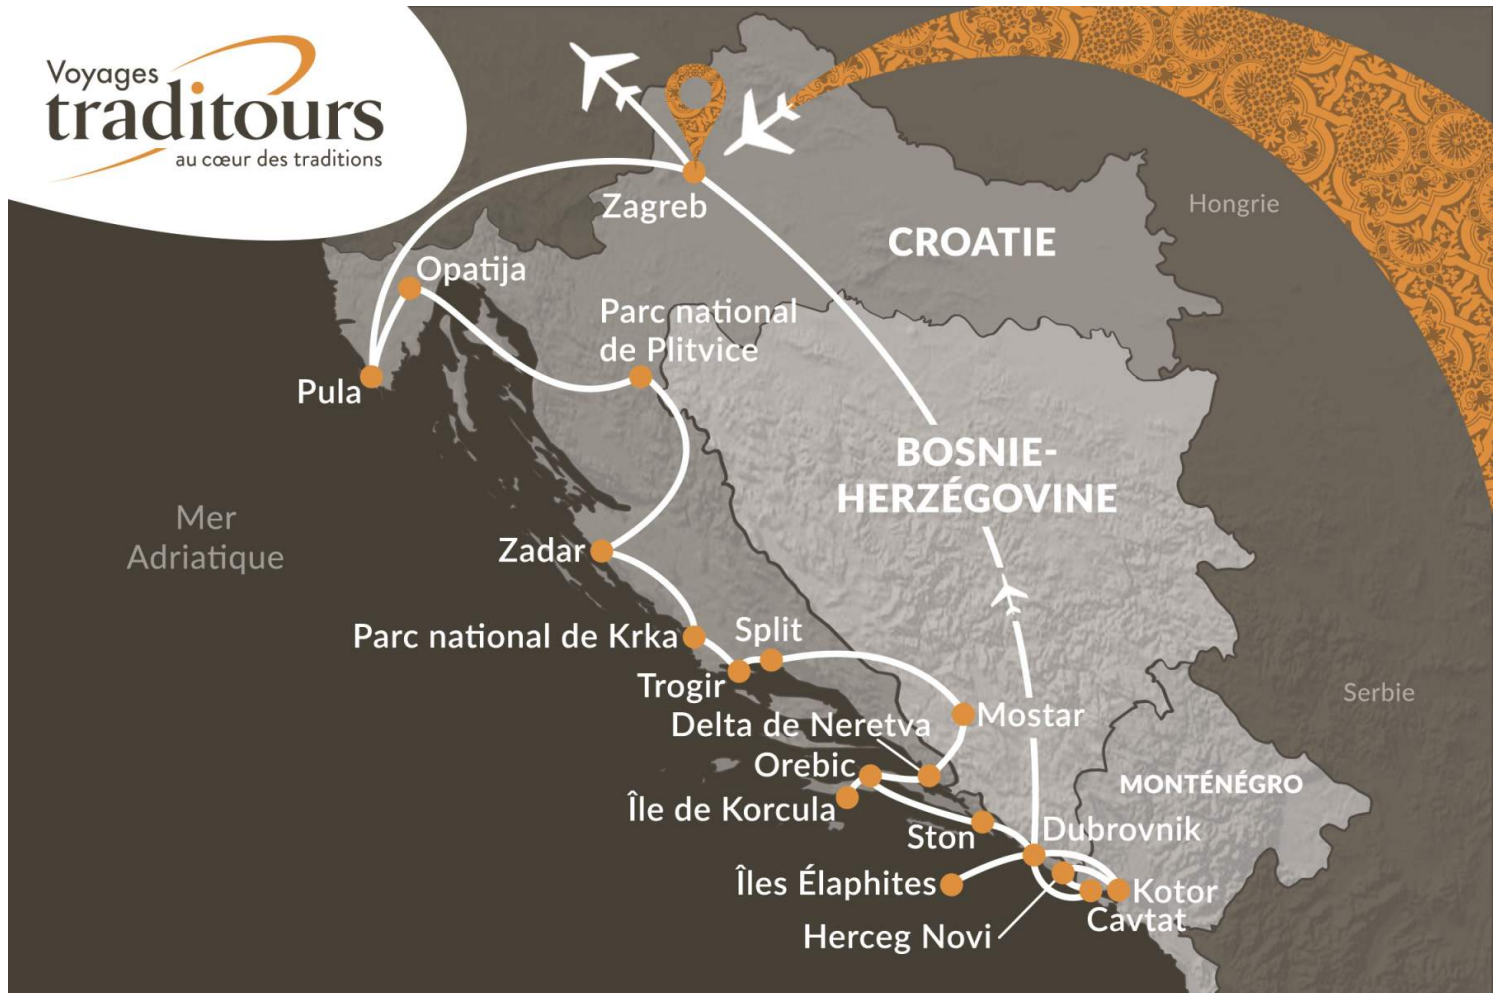 Voyages
traditours
au cœur des traditions
Zagreb
Hongrie
CROATIE
Opatija
Parc national
de Plitvice
Pula
BOSNIE-
HERZÉGOVINE
Mer
Adriatique
Zadar
Parc national de Krka
Split
Trogir
Serbie
Mostar
Delta de Neretva
Orebic
MONTÉNÉGRO
Île de Korcula
Ston
Dubrovnik
Îles Élaphites
Kotor
Cavtat
Herceg Novi